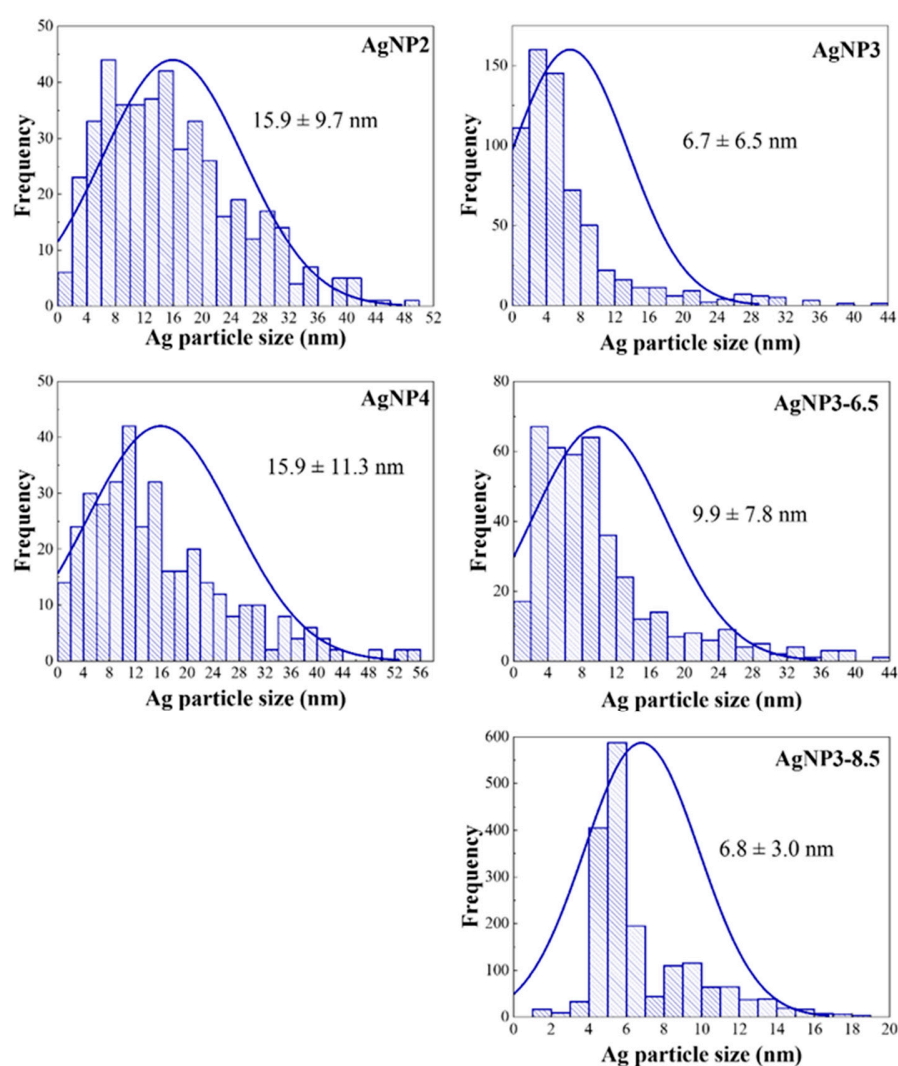 AgNP2
50
40
30
20
10
0
Frequency
15.9 ± 9.7 nm
0 4 8 12 16 20 24 28 32 36 40 44 48 52
Ag particle size (nm)
AgNP3
150
100
50
0
Frequency
6.7 ± 6.5 nm
0 4 8 12 16 20 24 28 32 36 40 44
Ag particle size (nm)
AgNP4
50
40
30
20
10
0
Frequency
15.9 ± 11.3 nm
0 4 8 12 16 20 24 28 32 36 40 44 48 52 56
Ag particle size (nm)
AgNP3-6.5
80
60
40
20
0
Frequency
9.9 ± 7.8 nm
0 4 8 12 16 20 24 28 32 36 40 44
Ag particle size (nm)
AgNP3-8.5
600
500
400
300
200
100
0
Frequency
6.8 ± 3.0 nm
0 2 4 6 8 10 12 14 16 18 20
Ag particle size (nm)